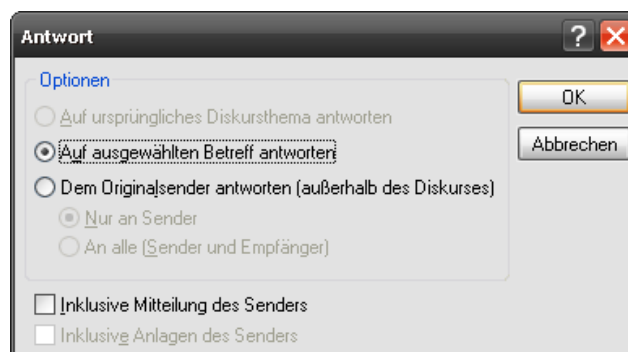 Antwort
Optionen
Auf ursprüngliches Diskursthema antworten
Auf ausgewählten Betreff antworten
Dem Originalsender antworten (außerhalb des Diskurses)
Nur an Sender
An alle (Sender und Empfänger)
OK
Abbrechen
Inklusive Mitteilung des Senders
Inklusive Anlagen des Senders